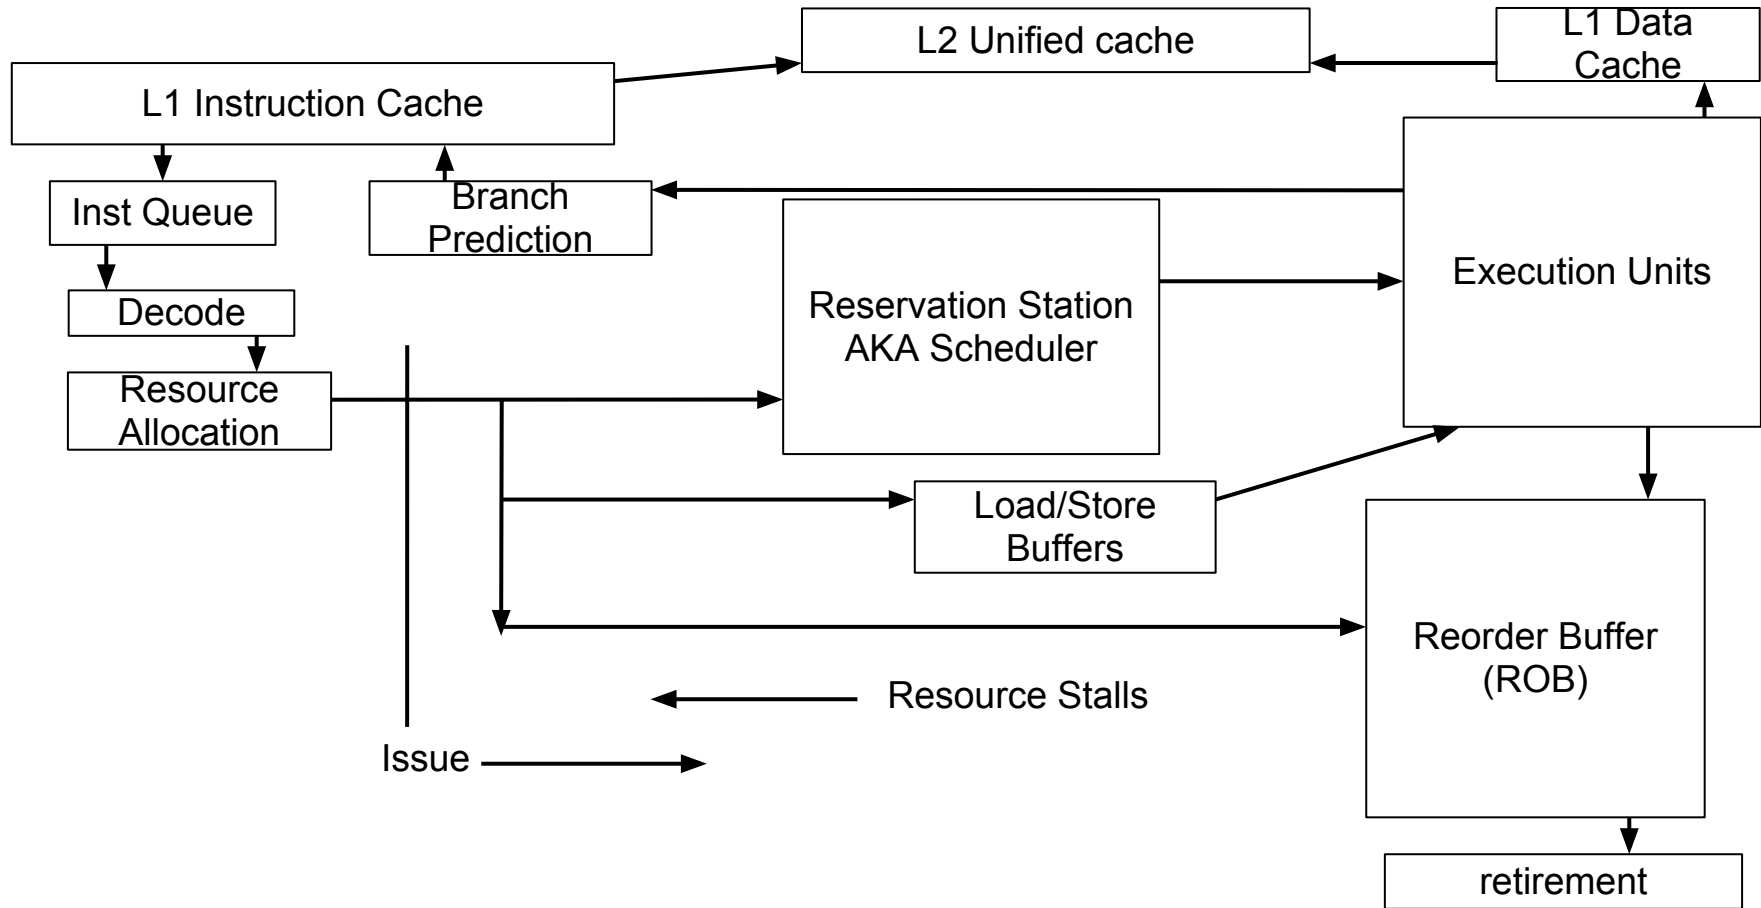 L2 Unified cache
L1 Data
Cache
L1 Instruction Cache
Inst Queue
Branch
Prediction
Execution Units
Decode
Reservation Station
AKA Scheduler
Resource
Allocation
Load/Store
Buffers
Reorder Buffer
(ROB)
Resource Stalls
Issue
retirement